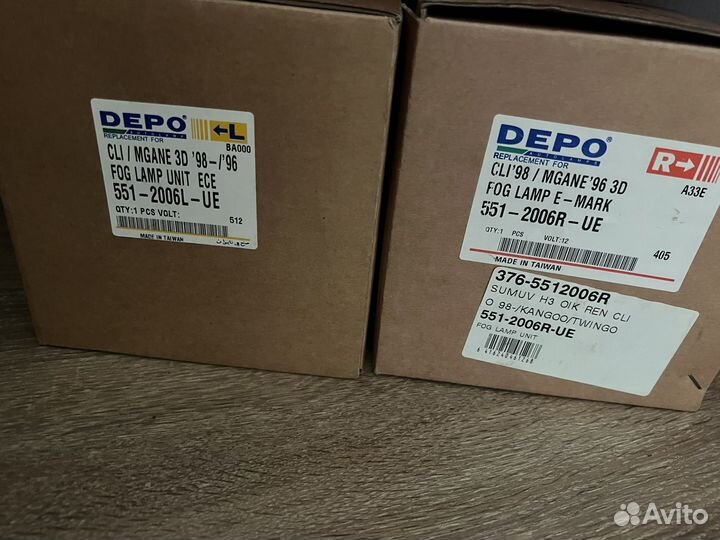 DEPO
AUTOLAMPS
REPLACEMENT FOR
L
BA000
CLI / MGANE 3D '98-/'96
FOG LAMP UNIT ECE
551-2006L-UE
QTY:1 PCS VOLT:
512
MADE IN TAIWAN
DEPO
AUTOLAMPS
REPLACEMENT FOR
R
A33E
CLI'98 / MGANE'96 3D
FOG LAMP E-MARK
551-2006R-UE
QTY:1 PCS VOLT:12
405
MADE IN TAIWAN
376-5512006R
SUMUV H3 OIK REN CLI
O 98-/KANGOO/TWINGO
551-2006R-UE
FOG LAMP UNIT
Avito